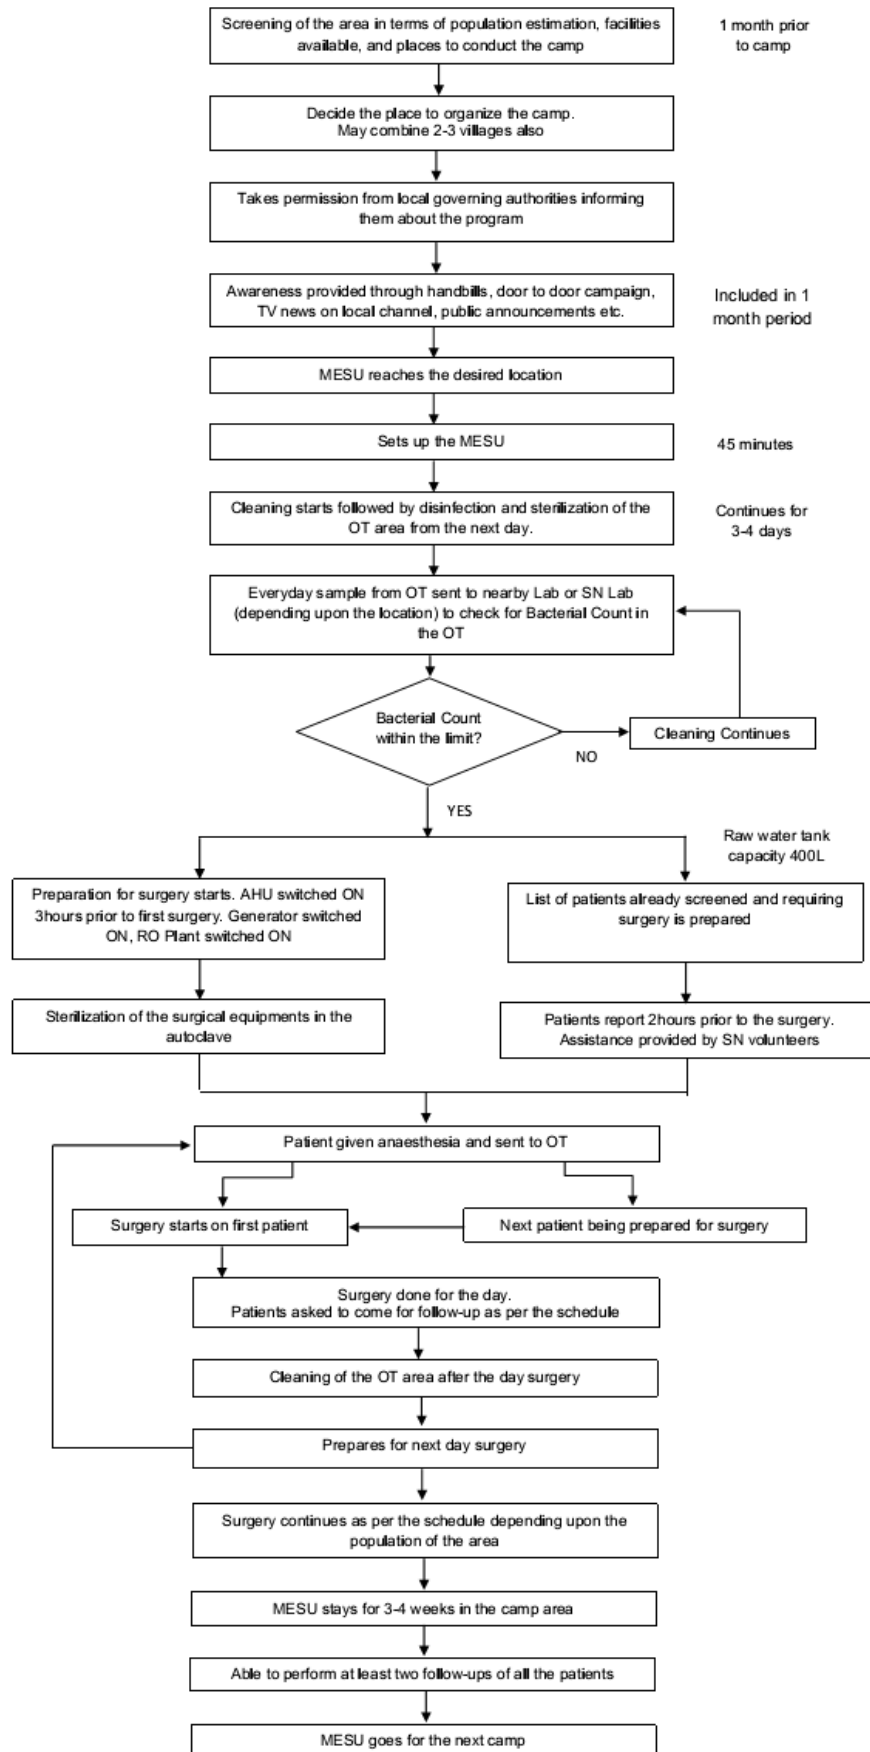 Screening of the area in terms of population estimation, facilities
available, and places to conduct the camp
1 month prior
to camp
Decide the place to organize the camp.
May combine 2-3 villages also
Takes permission from local governing authorities informing
them about the program
Awareness provided through handbills, door to door campaign,
TV news on local channel, public announcements etc.
Included in 1
month period
MESU reaches the desired location
Sets up the MESU
45 minutes
Cleaning starts followed by disinfection and sterilization of the
OT area from the next day.
Continues for
3-4 days
Everyday sample from OT sent to nearby Lab or SN Lab
(depending upon the location) to check for Bacterial Count in
the OT
Bacterial Count
within the limit?
NO
Cleaning Continues
YES
Raw water tank
capacity 400L
Preparation for surgery starts. AHU switched ON
3hours prior to first surgery. Generator switched
ON, RO Plant switched ON
List of patients already screened and requiring
surgery is prepared
Sterilization of the surgical equipments in the
autoclave
Patients report 2hours prior to the surgery.
Assistance provided by SN volunteers
Patient given anaesthesia and sent to OT
Surgery starts on first patient
Next patient being prepared for surgery
Surgery done for the day.
Patients asked to come for follow-up as per the schedule
Cleaning of the OT area after the day surgery
Prepares for next day surgery
Surgery continues as per the schedule depending upon the
population of the area
MESU stays for 3-4 weeks in the camp area
Able to perform at least two follow-ups of all the patients
MESU goes for the next camp